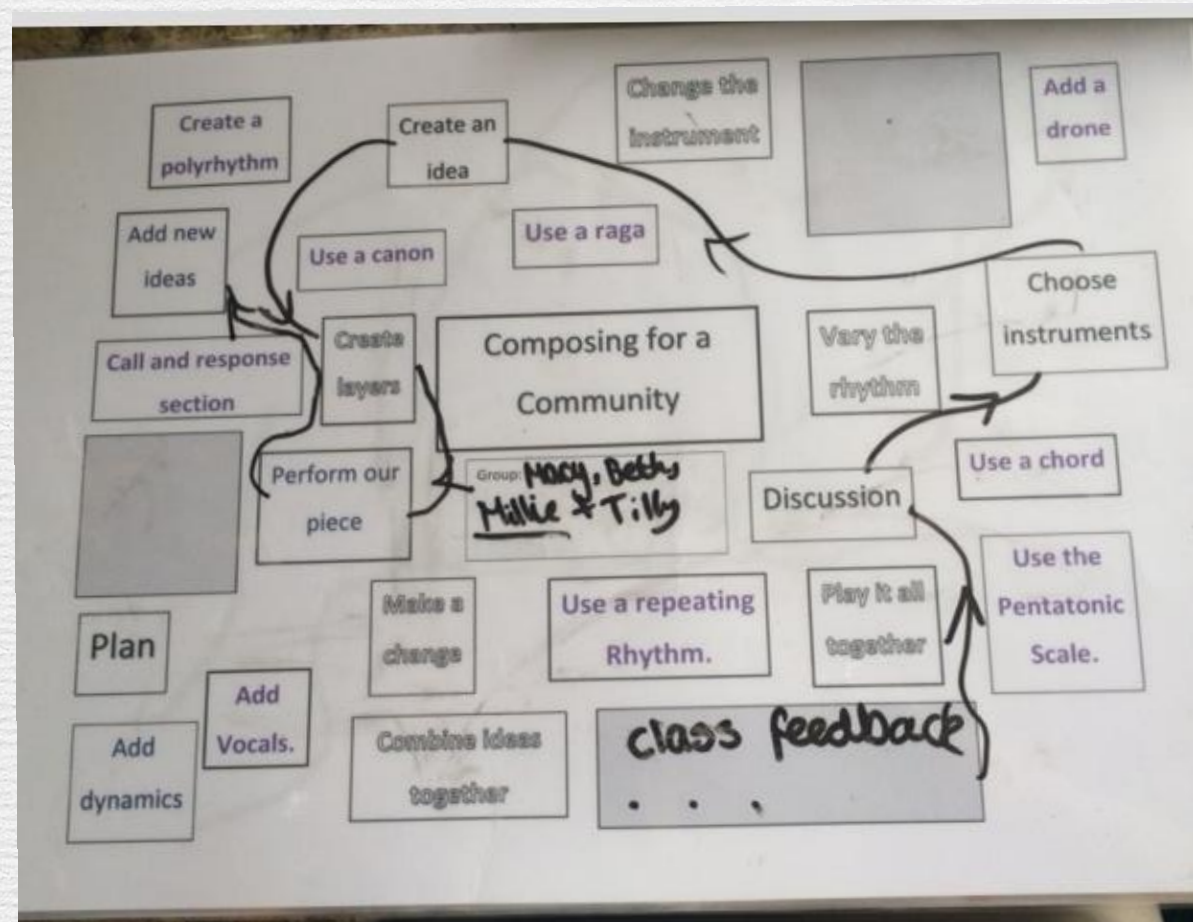 Create a
polyrhythm
Create an
idea
Change the
instrument
Add a
drone
Add new
ideas
Use a canon
Use a raga
Choose
instruments
Call and response
section
Create
layers
Composing for a
Community
Vary the
rhythm
Perform our
piece
Group: Macy, Beth,
Millie + Tilly
Discussion
Use a chord
Plan
Make a
change
Use a repeating
Rhythm.
Play it all
together
Use the
Pentatonic
Scale.
Add
Vocals.
Add
dynamics
Combine ideas
together
class feedback
. . .